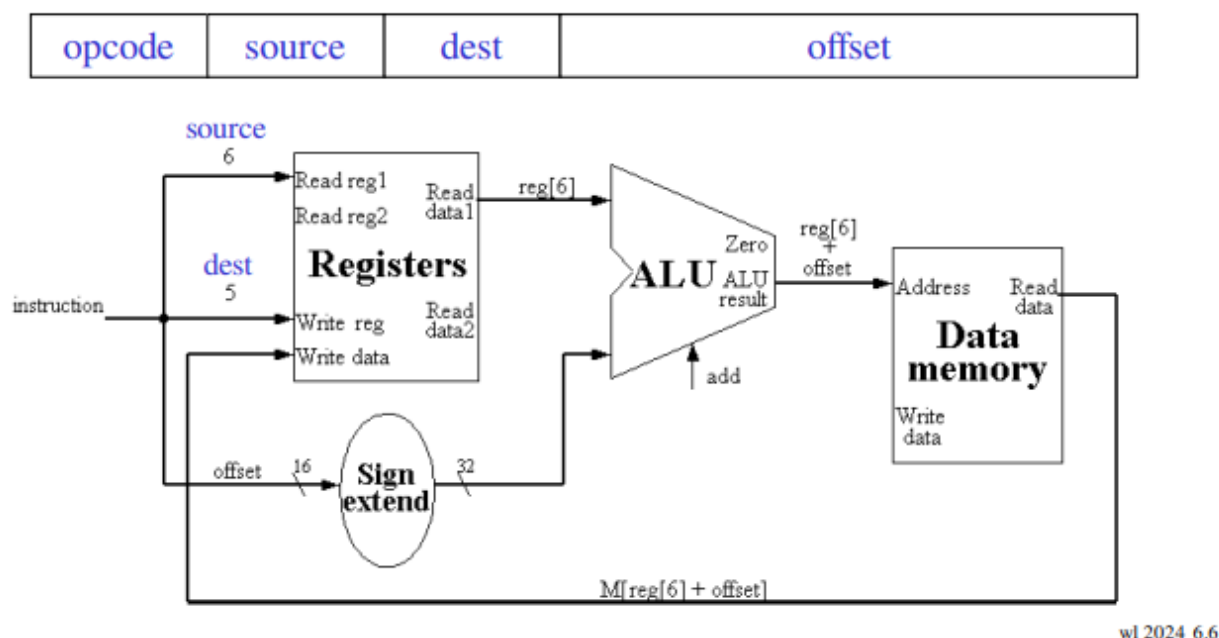 opcode source dest offset
source
6
Read reg1
Read data1
reg[6]
Read reg2
Zero
reg[6]
+
offset
dest
5
Registers
ALU
ALU result
Address
Read data
instruction
Write reg
Read data2
Write data
add
Data memory
Write data
offset
16
Sign extend
32
M[reg[6] + offset]
wl 2024 6.6